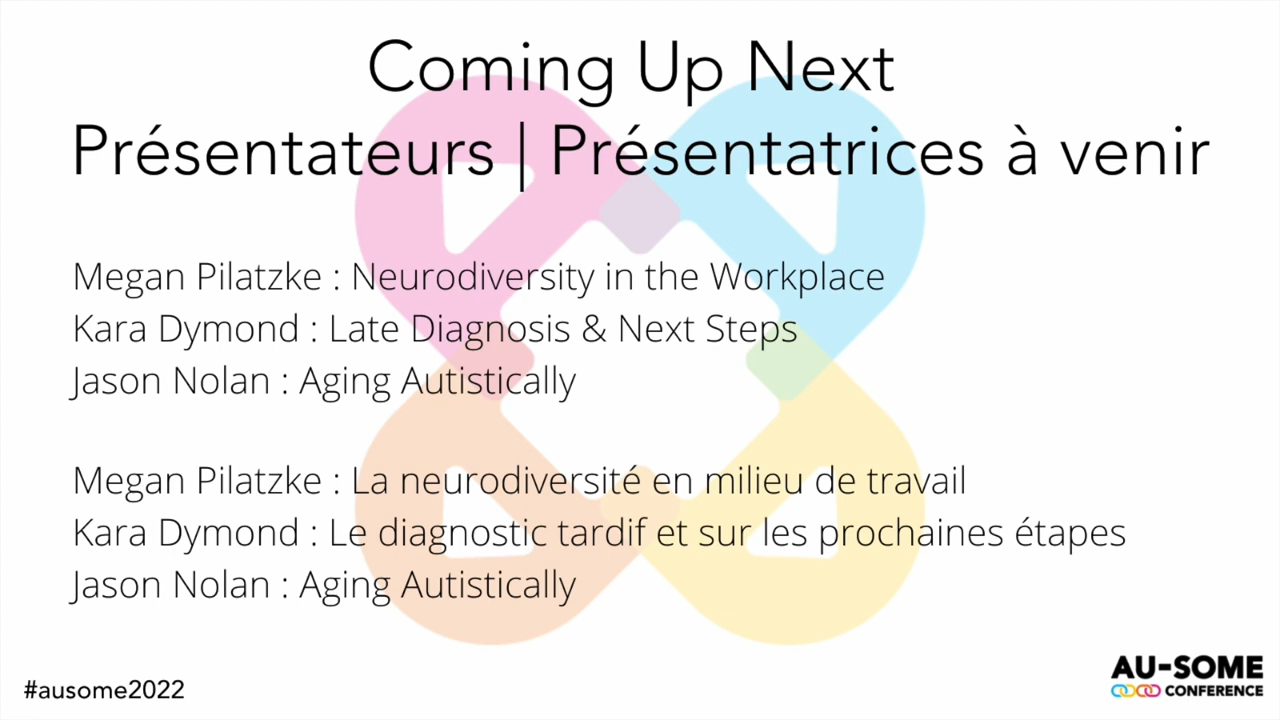 Coming Up Next
Présentateurs | Présentatrices à venir
Megan Pilatzke : Neurodiversity in the Workplace
Kara Dymond : Late Diagnosis & Next Steps
Jason Nolan : Aging Autistically
Megan Pilatzke : La neurodiversité en milieu de travail
Kara Dymond : Le diagnostic tardif et sur les prochaines étapes
Jason Nolan : Aging Autistically
#ausome2022
AU-SOME
CONFERENCE